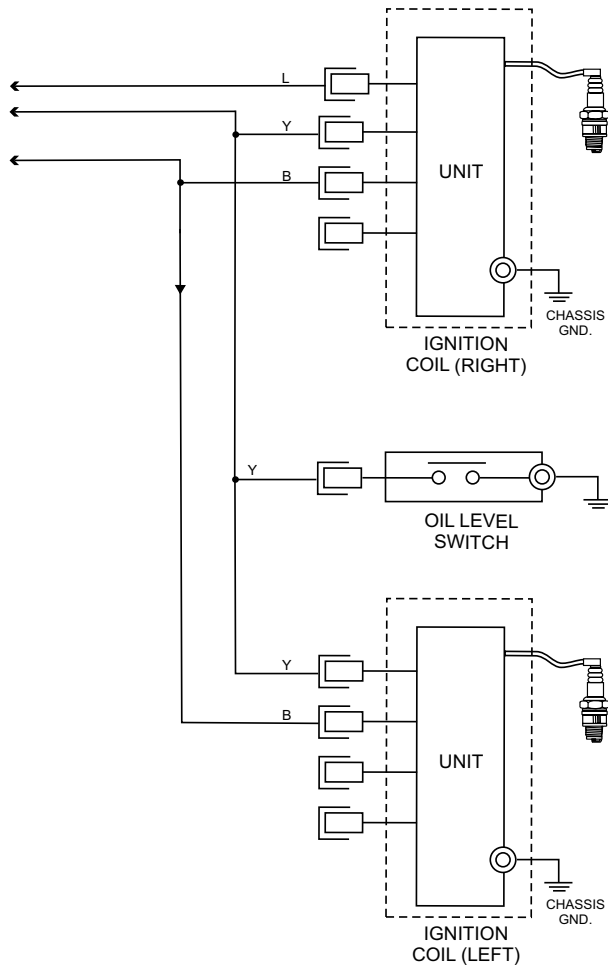 L
Y
B
UNIT
CHASSIS
GND.
IGNITION
COIL (RIGHT)
Y
OIL LEVEL
SWITCH
Y
B
UNIT
CHASSIS
GND.
IGNITION
COIL (LEFT)